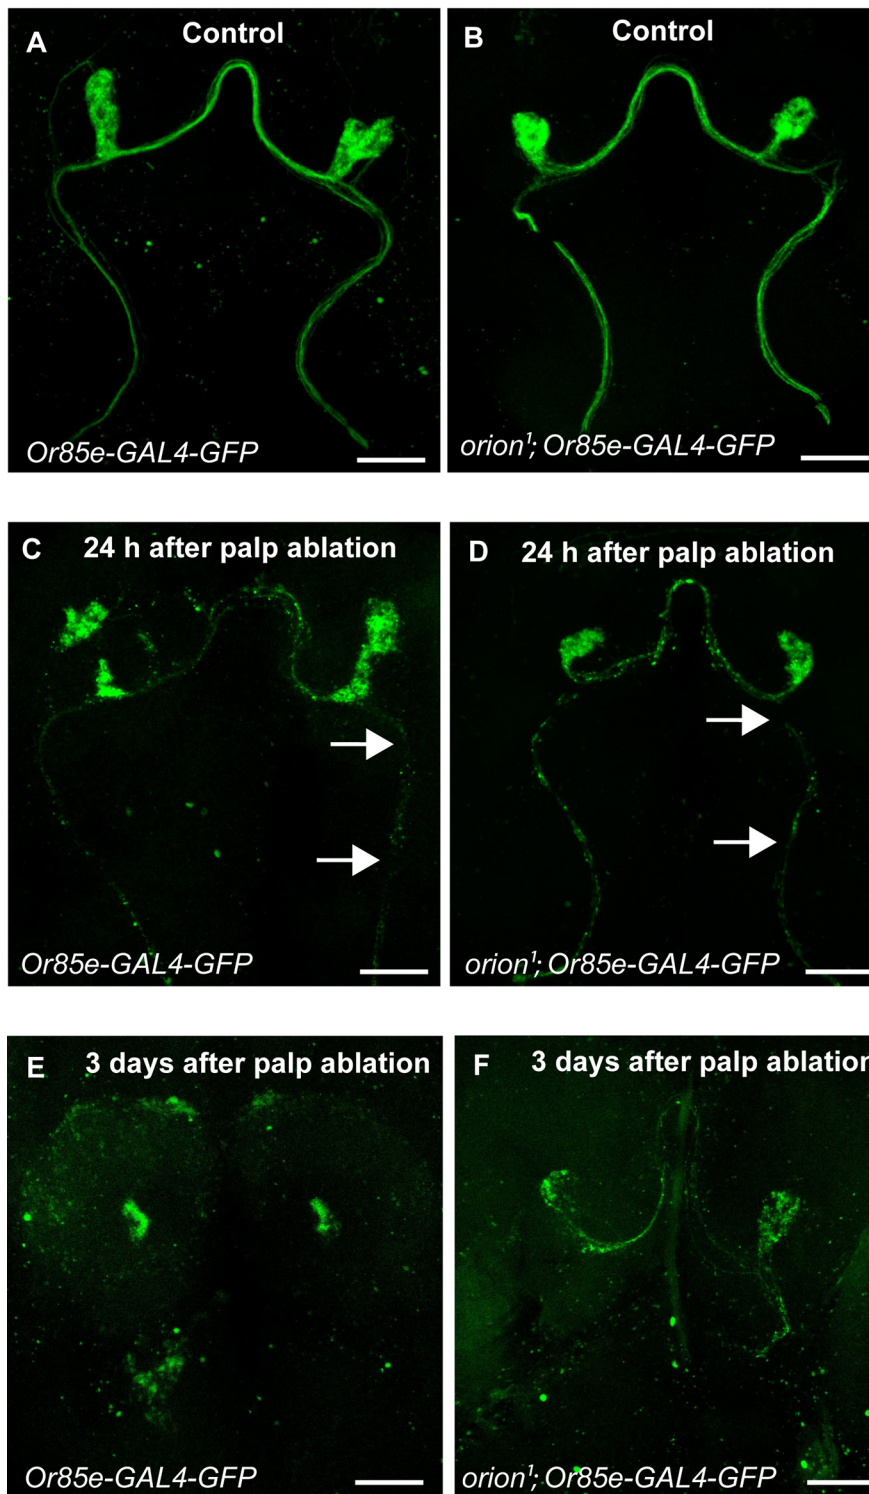 A Control
Or85e-GAL4-GFP
B Control
orion¹; Or85e-GAL4-GFP
C 24 h after palp ablation
Or85e-GAL4-GFP
D 24 h after palp ablation
orion¹; Or85e-GAL4-GFP
E 3 days after palp ablation
Or85e-GAL4-GFP
F 3 days after palp ablation
orion¹; Or85e-GAL4-GFP